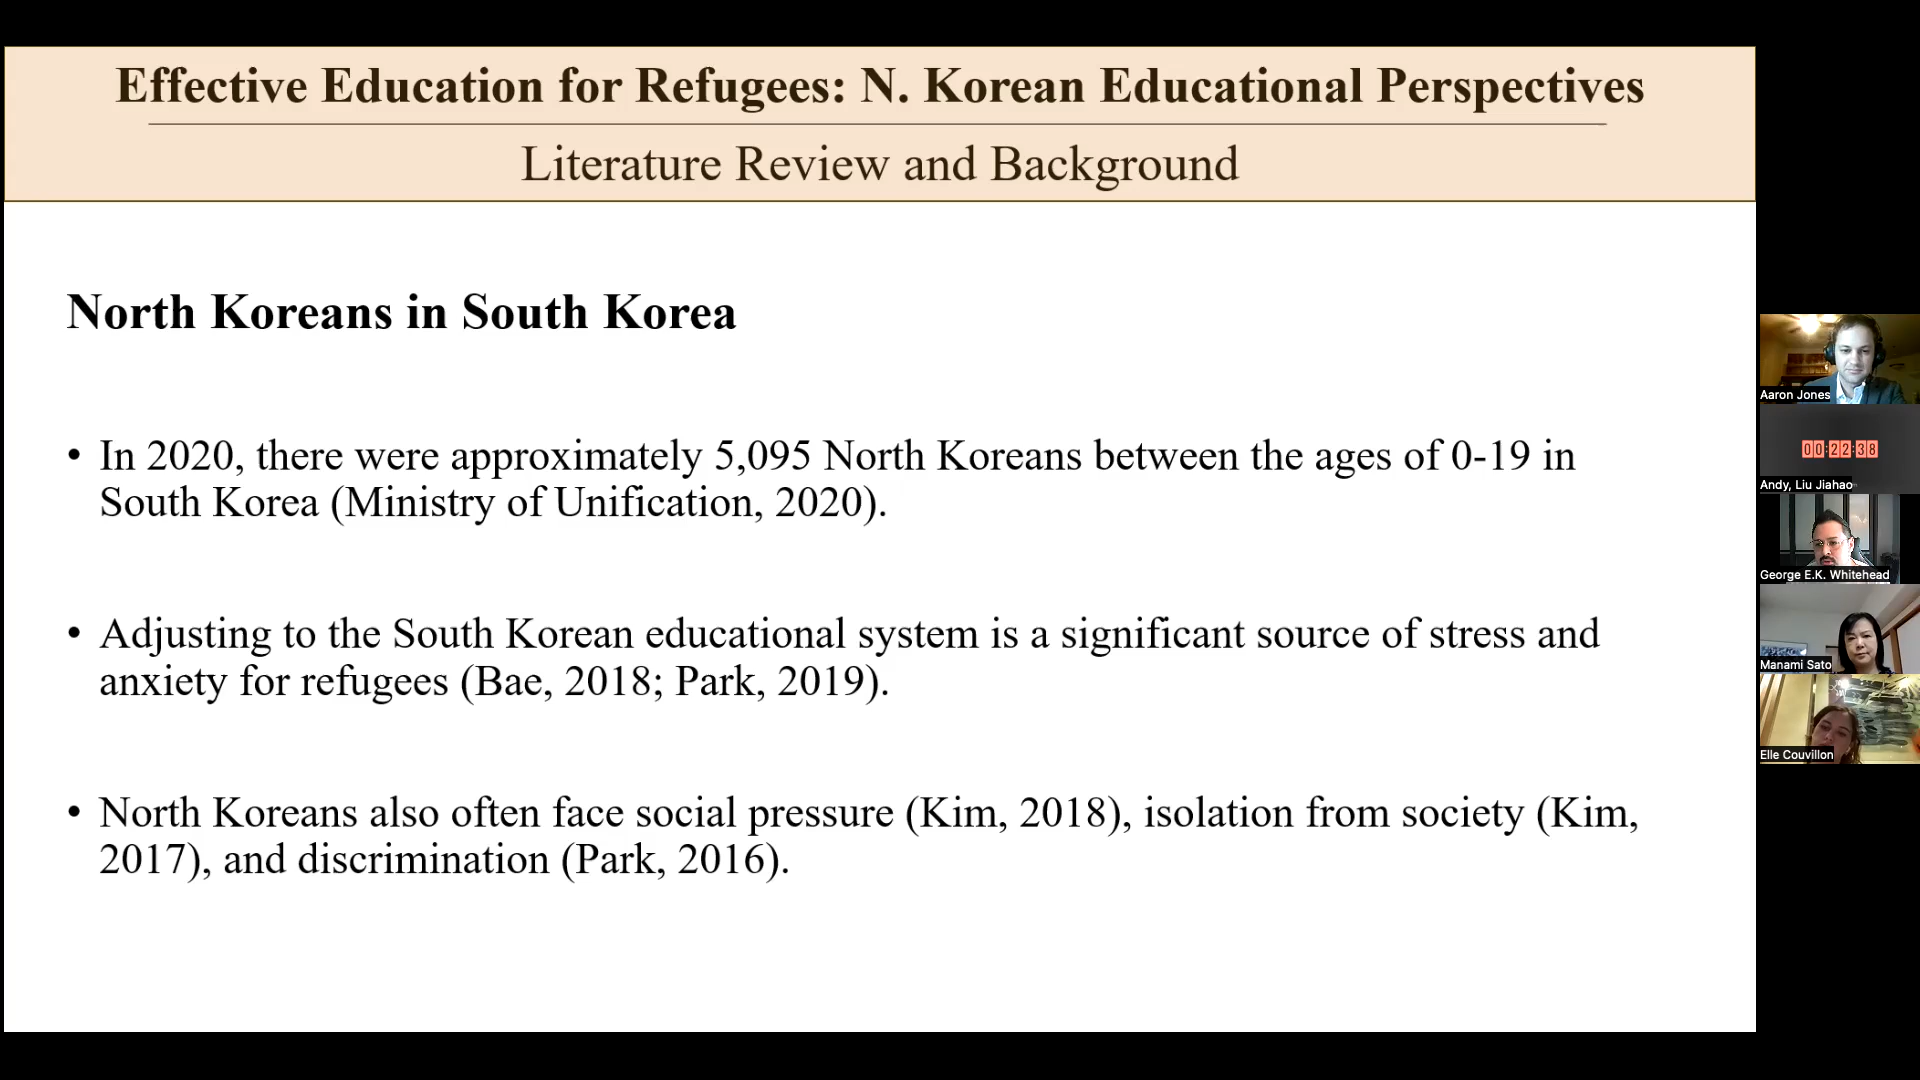 Effective Education for Refugees: N. Korean Educational Perspectives
Literature Review and Background
North Koreans in South Korea
• In 2020, there were approximately 5,095 North Koreans between the ages of 0-19 in
South Korea (Ministry of Unification, 2020).
• Adjusting to the South Korean educational system is a significant source of stress and
anxiety for refugees (Bae, 2018; Park, 2019).
• North Koreans also often face social pressure (Kim, 2018), isolation from society (Kim,
2017), and discrimination (Park, 2016).
Aaron Jones
00:22:38
Andy, Liu Jiahao
George E.K. Whitehead
Manami Sato
Elle Couvillon